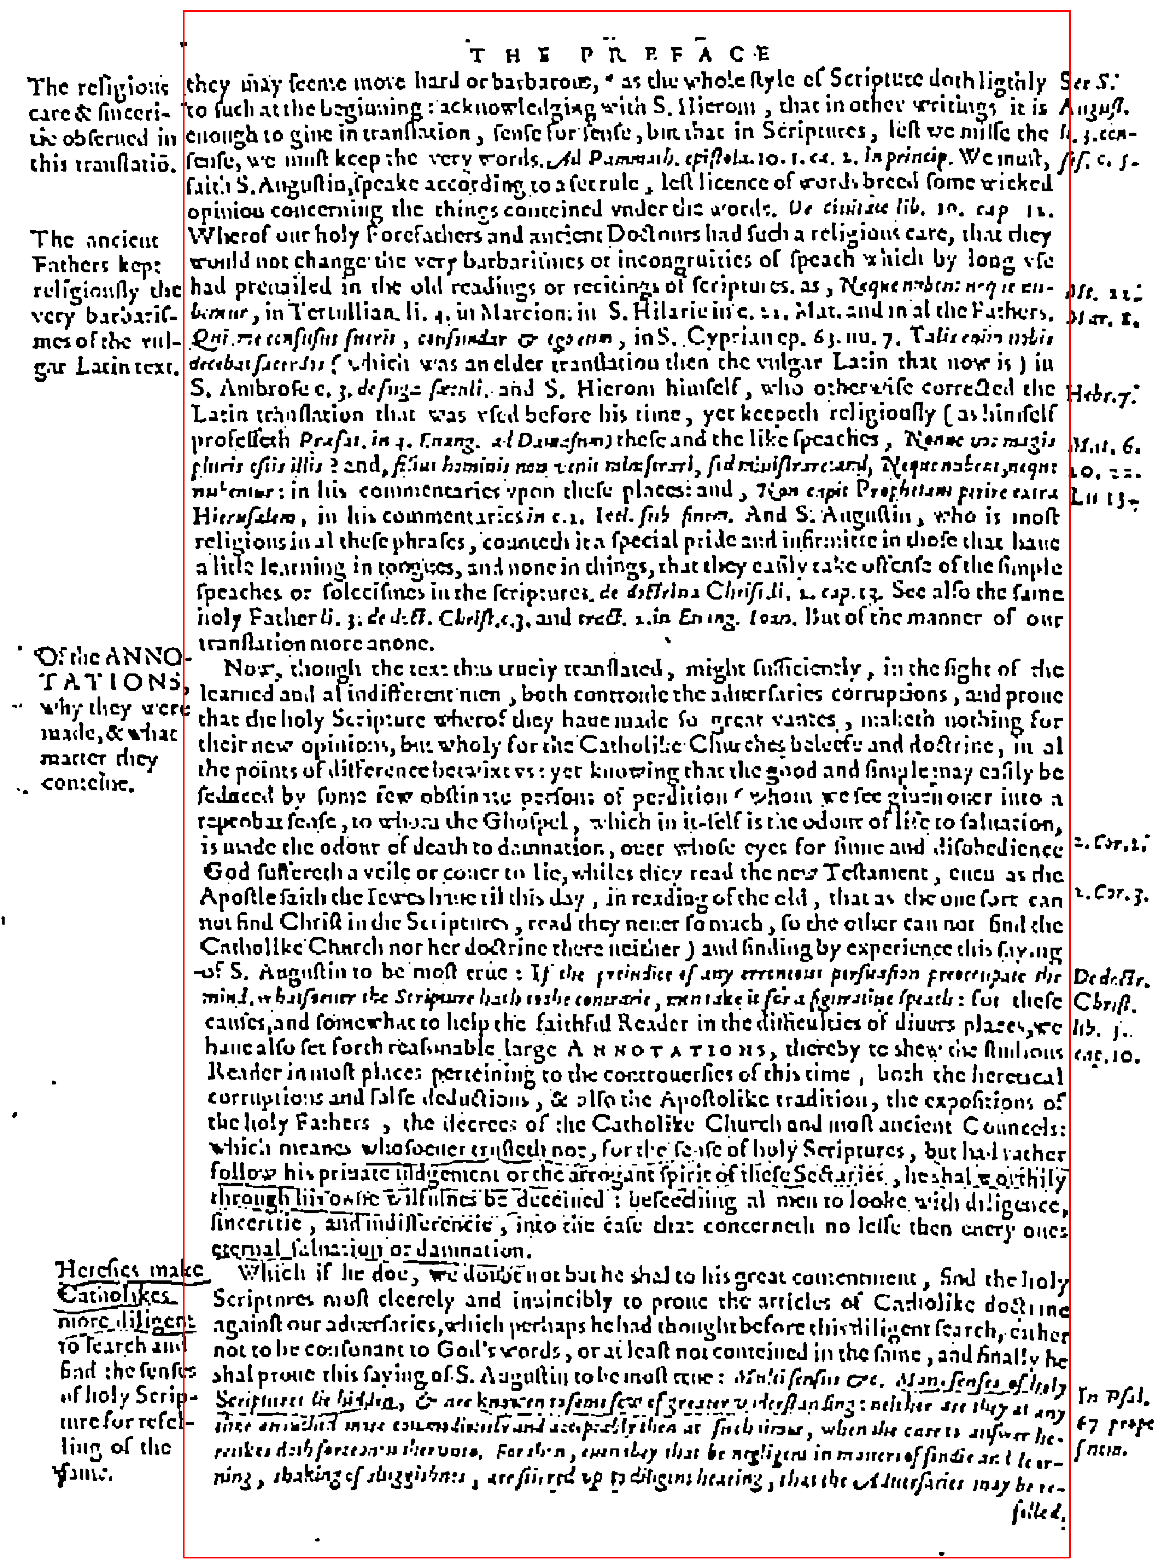 THE PREFACE
they may seeme more hard or barbarous, as the whole style of Scripture doth ligthly
to such at the beginning: acknowledging with S. Hierom, that in other writings it is
enough to giue in translation, sense for sense, but that in Scriptures, lest we misse the
sense, we must keep the very words. Ad Pammach. epistola. 10. 1. ca. 2. In princip. We must,
saith S. Augustin, speake according to a set rule, lest licence of words breed some wicked
opinion concerning the things conteined vnder the words. De ciuitate lib. 10. cap 12.
Wherof our holy Forefathers and ancient Doctours had such a religious care, that they
would not change the very barbarismes or incongruities of speach which by long vse
had preuailed in the old readings or recitings of scriptures. as, Neque nubent neque nu-
bentur, in Tertullian. li. 4. in Marcion: in S. Hilarie in c. 22. Mat. and in al the Fathers.
Qui me confusus fuerit, confundar & ego eum, in S. Cyprian ep. 63. nu. 7. Talis enim nobis
decebat sacerdos (which was an elder translation then the vulgar Latin that now is) in
S. Ambrose c. 3. de fuga sæculi. and S. Hierom himself, who otherwise corrected the
Latin translation that was vsed before his time, yet keepeth religiously (as himself
professeth Præfat. in 4. Euang. ad Damasum) these and the like speaches, Nonne vos magis
pluris estis illis? and, filius hominis non venit ministrari, sed ministrare: and, Neque nubent, neque
nubentur: in his commentaries vpon these places: and, Non capit Prophetam perire extra
Hierusalem, in his commentaries in c. 2. Ioel. sub finem. And S. Augustin, who is most
religious in al these phrases, counteth it a special pride and infirmitie in those that haue
a litle learning in tongues, and none in things, that they easily take offense of the simple
speaches or solecismes in the scriptures. de doctrina Christ. li. 2. cap. 13. See also the same
holy Father li. 3. de doct. Christ. c. 3. and tract. 2. in Euang. Ioan. But of the manner of our
translation more anone.
Now, though the text thus truely translated, might sufficiently, in the sight of the
learned and al indifferent men, both controule the aduersaries corruptions, and proue
that the holy Scripture wherof they haue made so great vantes, maketh nothing for
their new opinions, but wholy for the Catholike Churches beleefe and doctrine, in al
the points of difference betwixt vs: yet knowing that the good and simple may easily be
seduced by some few obstinate persons of perdition (whom we see giuen ouer into a
reprobat sense, to whom the Ghospel, which in it-self is the odour of life to saluation,
is made the odour of death to damnation, ouer whose eyes for sinne and disobedience
God suffereth a veile or couer to lie, whiles they read the new Testament, euen as the
Apostle saith the Iewes haue til this day, in reading of the old, that as the one sort can
not find Christ in the Scriptures, read they neuer so much, so the other can not find the
Catholike Church nor her doctrine there neither) and finding by experience this saying
of S. Augustin to be most true: If the preiudice of any erroneous persuasion preoccupate the
mind, whatsoeuer the Scripture hath to the contrarie, men take it for a figuratiue speach: for these
causes, and somewhat to help the faithful Reader in the difficulties of diuers places, we
haue also set forth reasonable large ANNOTATIONS, thereby to shew the studious
Reader in most places perteining to the controuersies of this time, both the heretical
corruptions and false deductions, & also the Apostolike tradition, the expositions of
the holy Fathers, the decrees of the Catholike Church and most ancient Councels:
which meanes whosoeuer trusteth not, for the sense of holy Scriptures, but had rather
follow his priuate iudgement or the arrogant spirit of these Sectaries, he shal worthily
through his owne wilfulnes be deceiued: beseeching al men to looke with diligence,
sinceritie, and indifferencie, into the case that concerneth no lesse then euery ones
eternal saluation or damnation.
Which if he doe, we doubt not but he shal to his great contentment, find the holy
Scriptures most cleerely and inuincibly to proue the articles of Catholike doctrine
against our aduersaries, which perhaps he had thought before this diligent search, either
not to be consonant to God's words, or at least not conteined in the same, and finally he
shal proue this saying of S. Augustin to be most true: Multi sensus &c. Many senses of holy
Scriptures lie hidden, & are knowen to some few of greater vnderstanding: neither are they at any
time auouched more commodiously and acceptably then at such times, when the care to answer he-
retikes doth force men therunto. For then, euen they that be negligent in matters of studie and lear-
ning, shaking of sluggishnes, are stirred vp to diligent hearing, that the Aduersaries may be re-
felled.
The religious
care & sinceri-
tie obserued in
this translatiō.
The ancient
Fathers kept
religiously the
very barbaris-
mes of the vul-
gar Latin text.
Of the ANNO-
TATIONS,
why they were
made, & what
matter they
conteine.
Heresies make
Catholikes
more diligent
to search and
find the senses
of holy Scrip-
ture for refel-
ling of the
same.
See S.
August.
li. 3. con-
fes. c. 5.
Mt. 22.
Mar. 8.
Hebr. 7.
Mat. 6.
10. 22.
Lu 13.
2. Cor. 2.
2. Cor. 3.
De doctr.
Christ.
lib. 3.
cap. 10.
In Psal.
67 prope
finem.